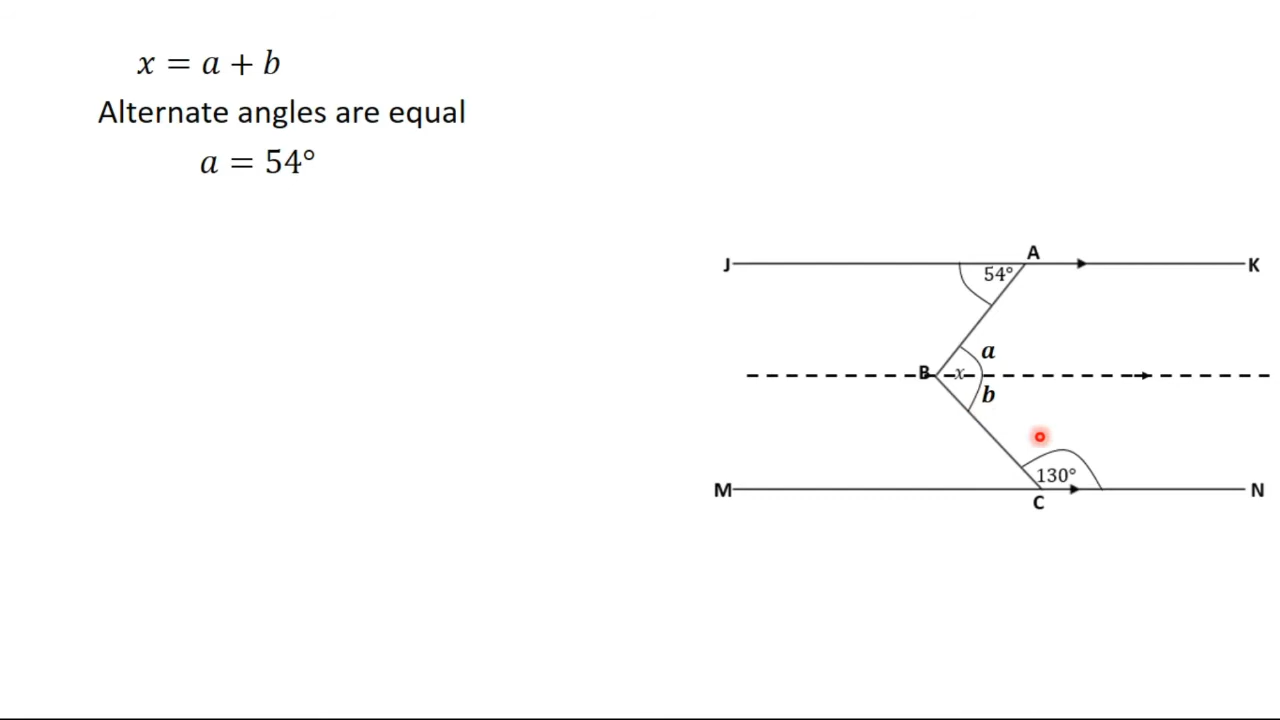 x = a + b
Alternate angles are equal
a = 54°
A
J
54°
K
a
B
x
b
130°
M
N
C